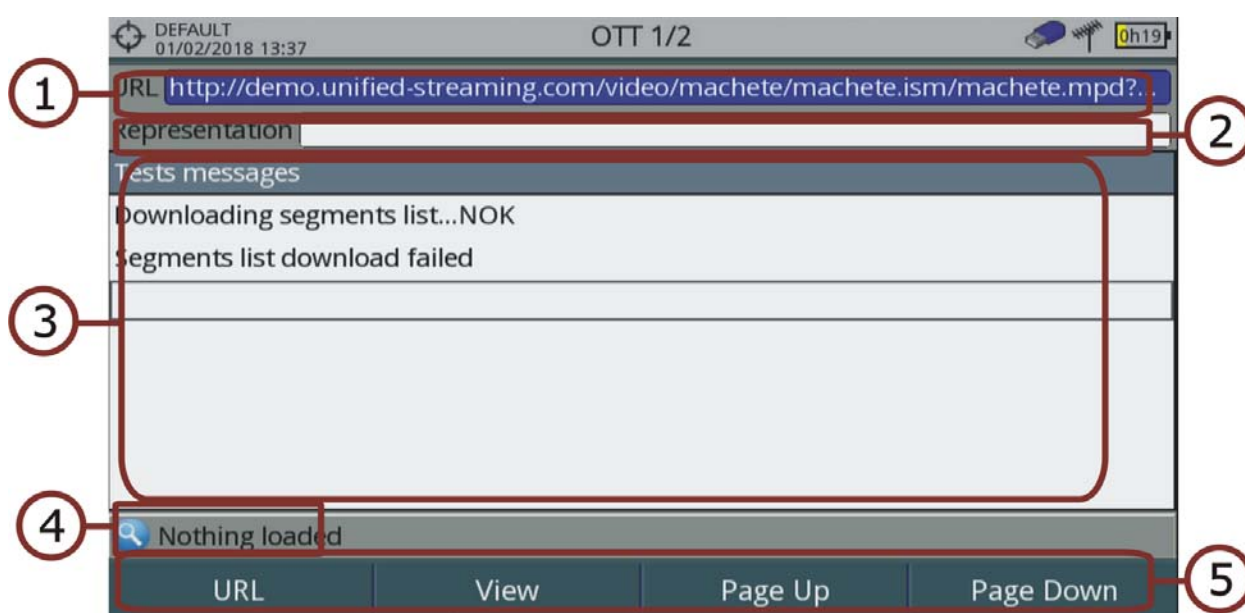 DEFAULT
01/02/2018 13:37
OTT 1/2
0h19
1
URL http://demo.unified-streaming.com/video/machete/machete.ism/machete.mpd?...
Representation
2
Tests messages
Downloading segments list...NOK
Segments list download failed
3
4
Nothing loaded
URL View Page Up Page Down
5